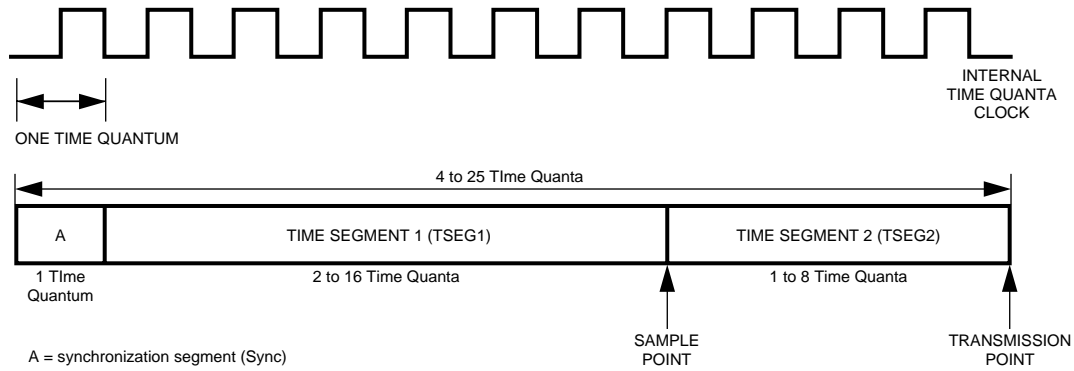 INTERNAL
TIME QUANTA
CLOCK
ONE TIME QUANTUM
4 to 25 TIme Quanta
A
TIME SEGMENT 1 (TSEG1)
TIME SEGMENT 2 (TSEG2)
1 TIme
Quantum
2 to 16 Time Quanta
1 to 8 Time Quanta
A = synchronization segment (Sync)
SAMPLE
POINT
TRANSMISSION
POINT